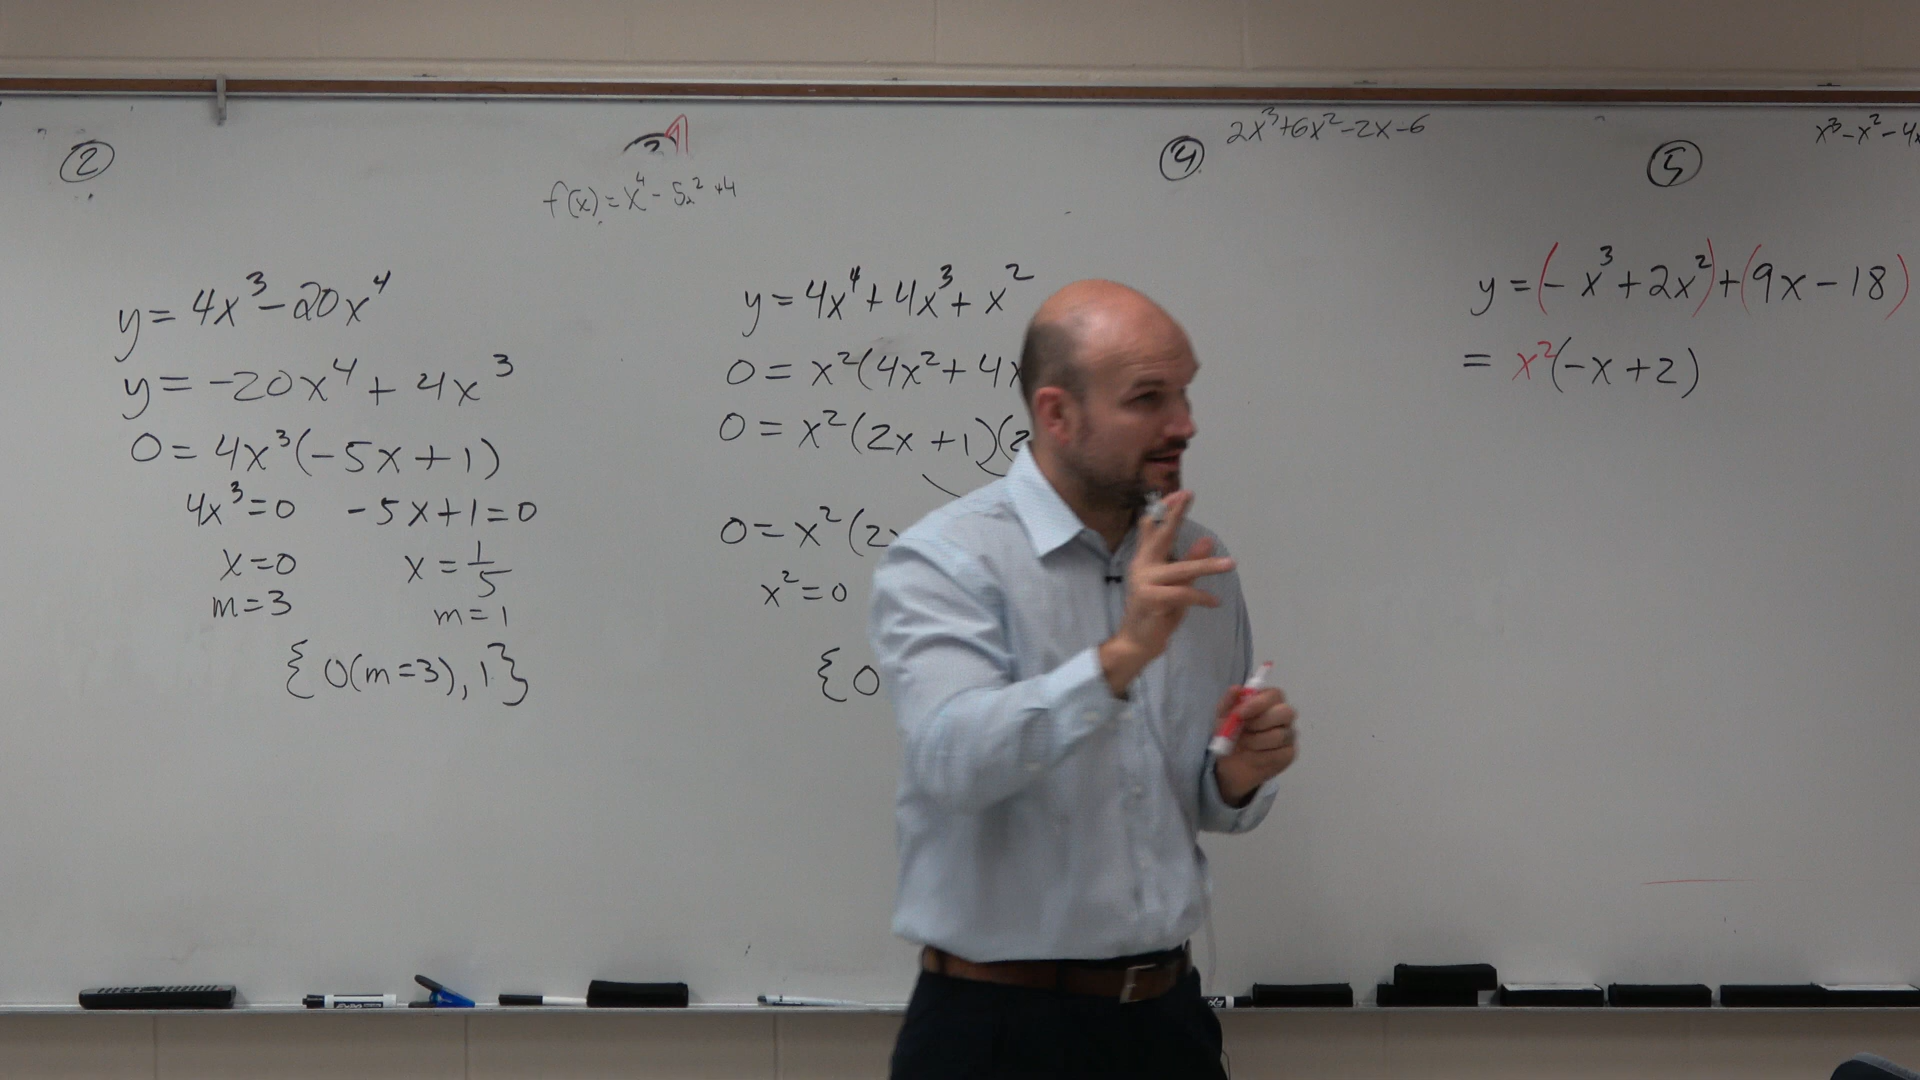 ②
f(x) = x⁴ - 5x² + 4
④ 2x³+6x²-2x-6
⑤ x³-x²-4x
y = 4x³ - 20x⁴
y = -20x⁴ + 4x³
0 = 4x³(-5x + 1)
4x³=0 -5x+1=0
x=0 x = 1/5
m=3 m=1
{0(m=3), 1}
y = 4x⁴ + 4x³ + x²
0 = x²(4x² + 4x
0 = x²(2x + 1)(2
0 = x²(2x
x² = 0
{0
y = (-x³ + 2x²) + (9x - 18)
= x²(-x + 2)